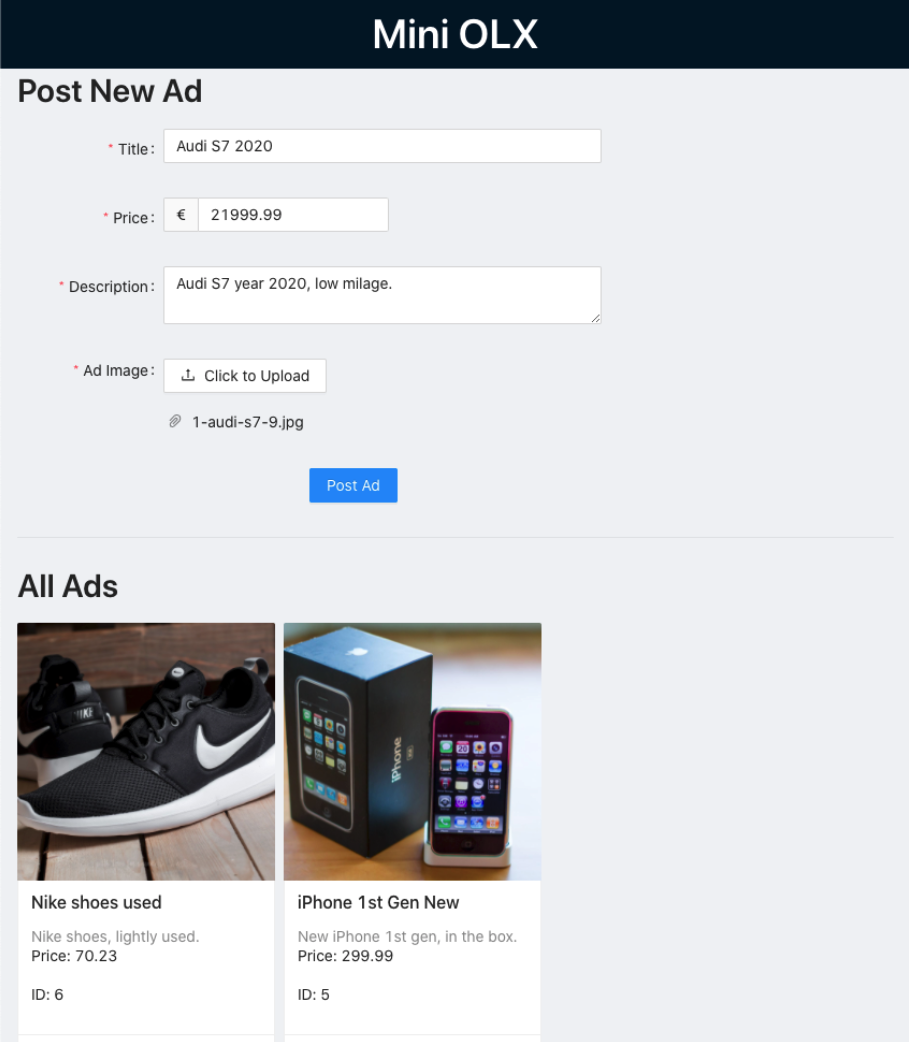 Mini OLX
Post New Ad
* Title:
Audi S7 2020
* Price:
€ 21999.99
* Description:
Audi S7 year 2020, low milage.
* Ad Image:
Click to Upload
1-audi-s7-9.jpg
Post Ad
All Ads
NIKE
iPhone
Nike shoes used
Nike shoes, lightly used.
Price: 70.23
ID: 6
iPhone 1st Gen New
New iPhone 1st gen, in the box.
Price: 299.99
ID: 5